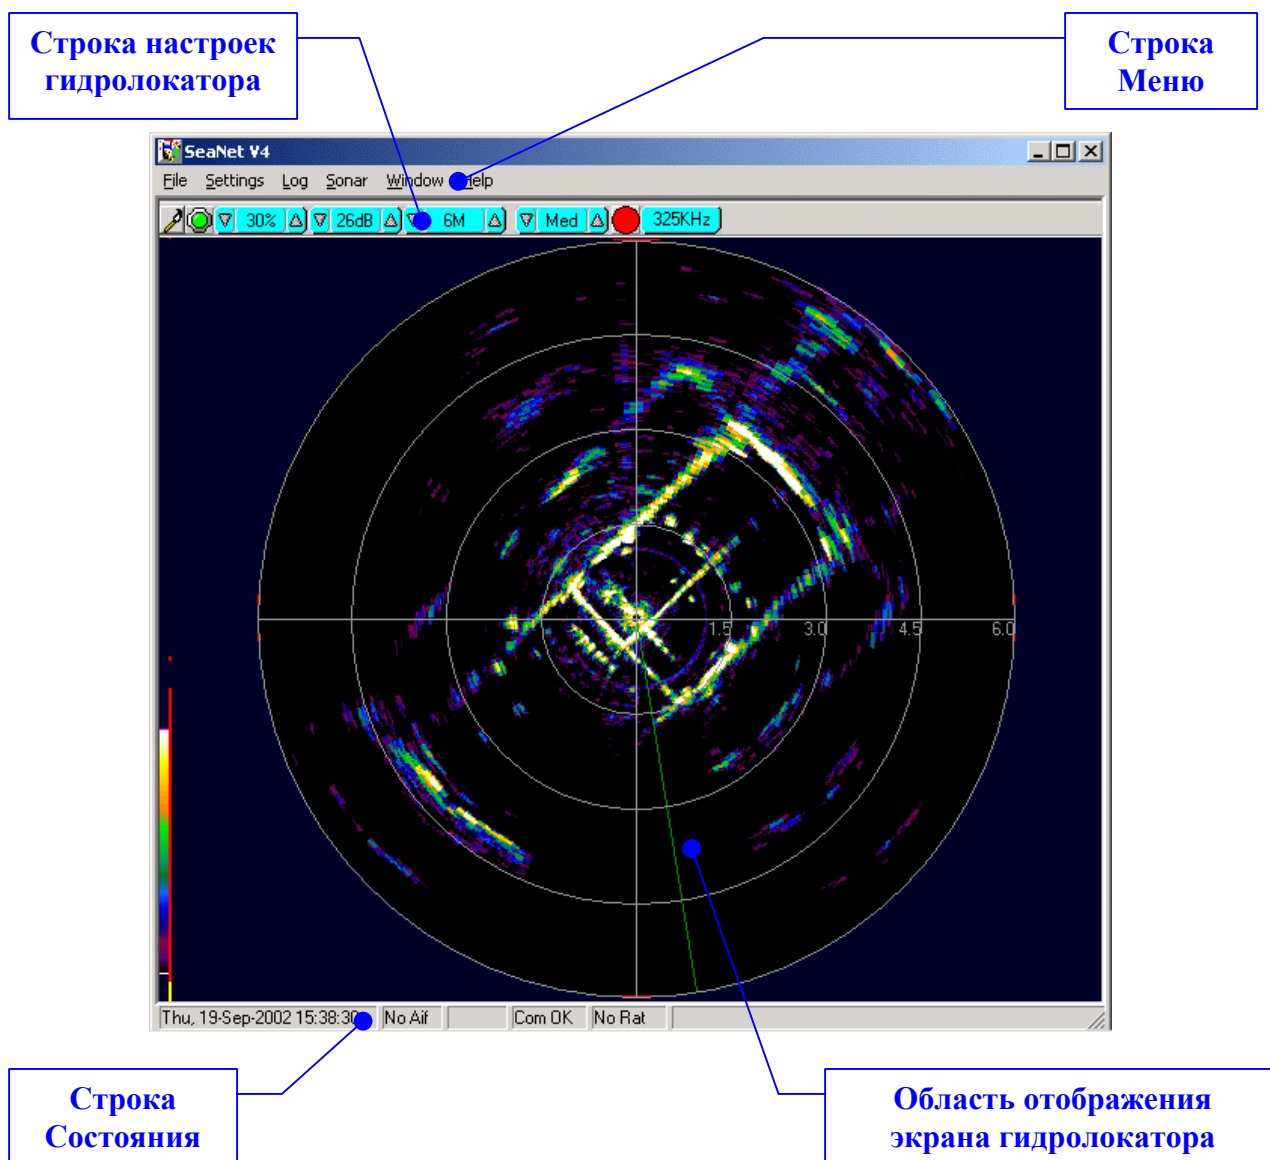 Строка настроек
гидролокатора
Строка
Меню
SeaNet V4
File Settings Log Sonar Window Help
30% 26dB 6M Med 325KHz
1.5 3.0 4.5 6.0
Thu, 19-Sep-2002 15:38:30 No Aif Com OK No Rat
Строка
Состояния
Область отображения
экрана гидролокатора